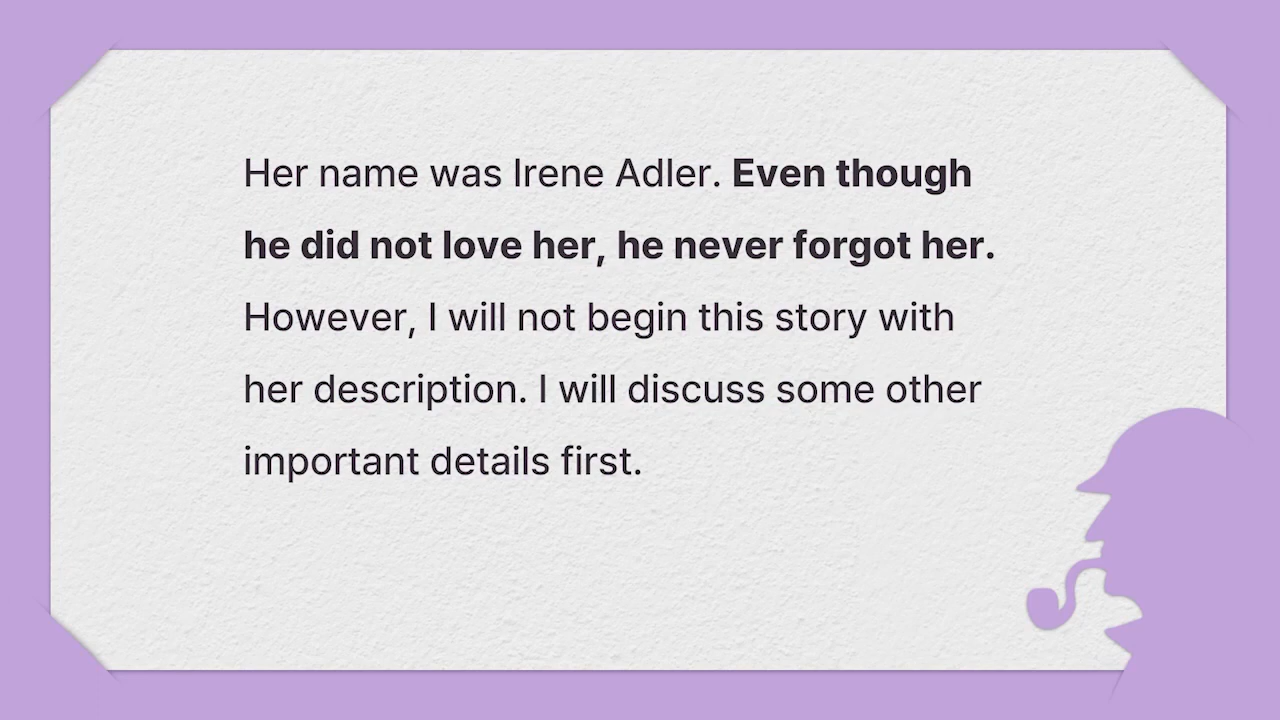 Her name was Irene Adler. Even though
he did not love her, he never forgot her.
However, I will not begin this story with
her description. I will discuss some other
important details first.